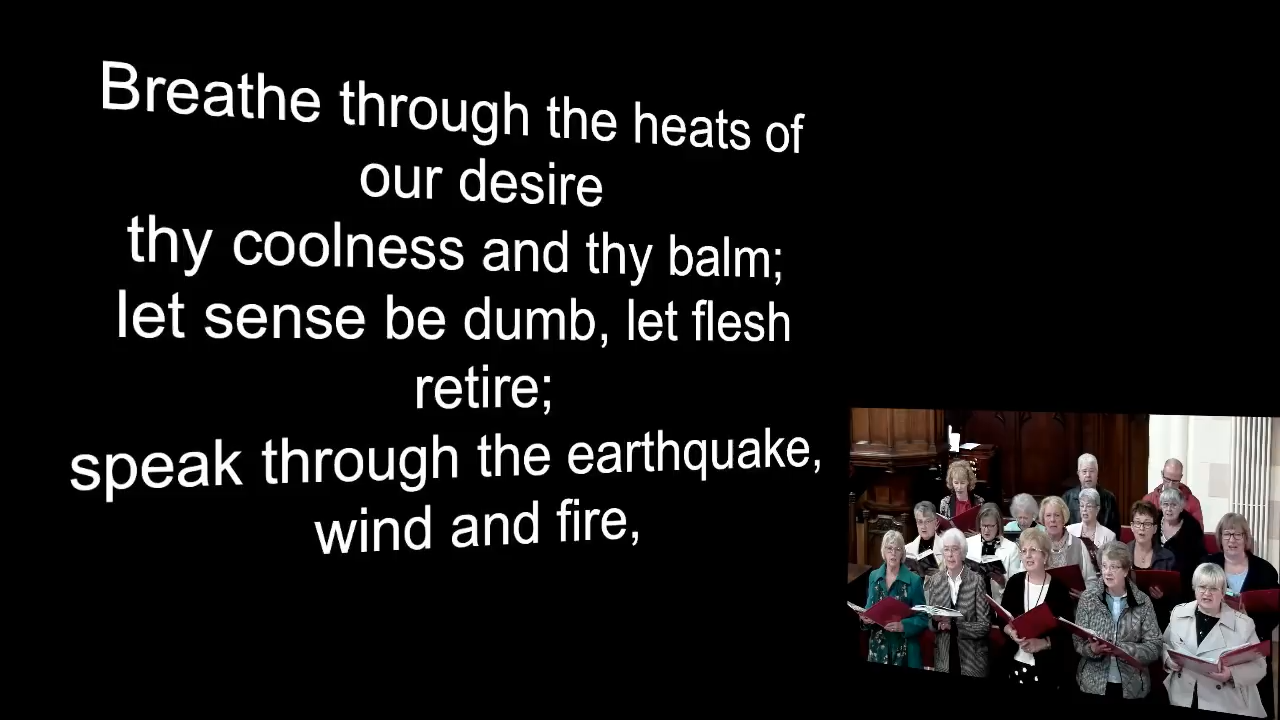 Breathe through the heats of
our desire
thy coolness and thy balm;
let sense be dumb, let flesh
retire;
speak through the earthquake,
wind and fire,